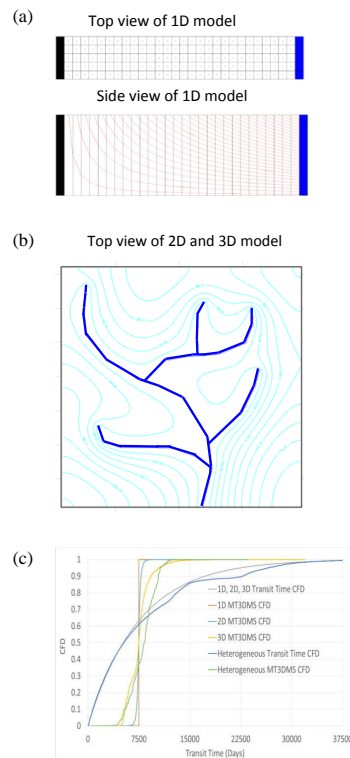 (a)
Top view of 1D model
Side view of 1D model
(b)
Top view of 2D and 3D model
(c)
1
0.9
0.8
0.7
0.6
0.5
0.4
0.3
0.2
0.1
0
CFD
1D, 2D, 3D Transit Time CFD
1D MT3DMS CFD
2D MT3DMS CFD
3D MT3DMS CFD
Heterogeneous Transit Time CFD
Heterogeneous MT3DMS CFD
0 7500 15000 22500 30000 37500
Transit Time (Days)